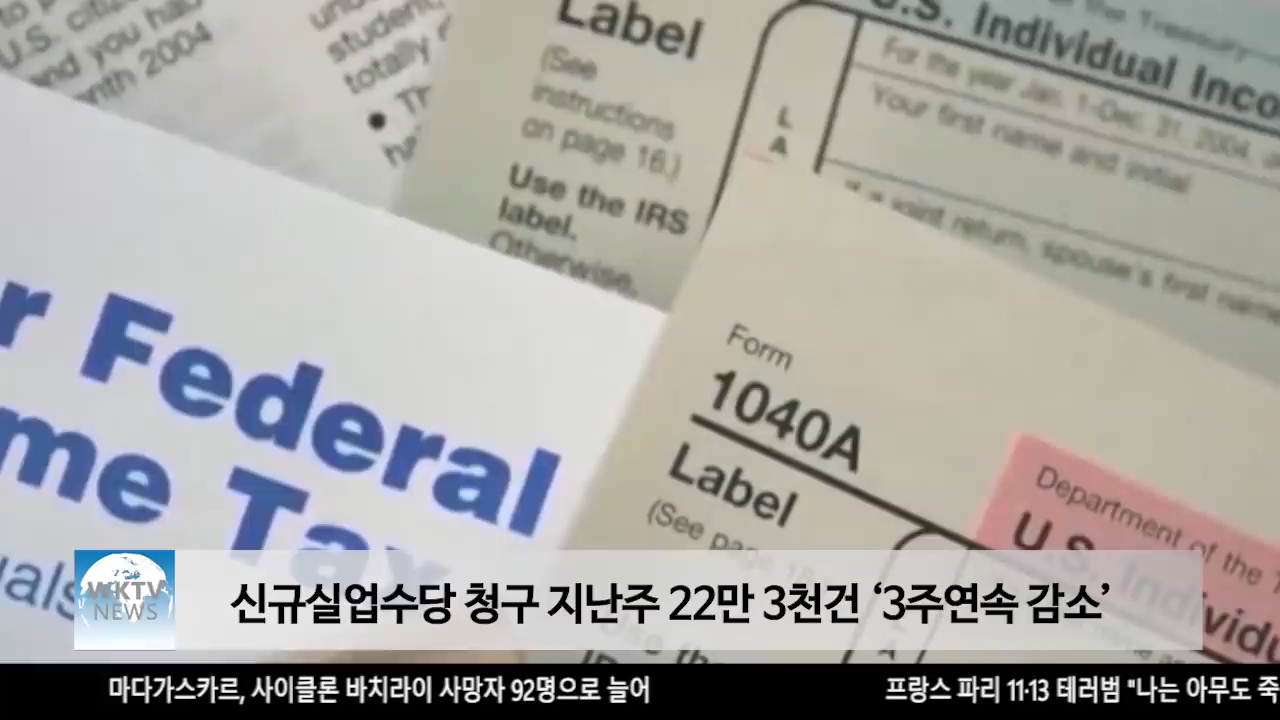 U.S. citize
and you ha
nth 2004
student,
totally
Label
(See
instructions
on page 16.)
Use the IRS
label.
Otherwise,
L
A
U.S. Individual Inco
For the year Jan. 1-Dec. 31, 2004,
Your first name and initial
If a joint return, spouse's first name
r Federal
me Tax
uals
Form
1040A
Label
(See page
Department of the T
U.S. Individu
WKTV
NEWS
신규실업수당 청구 지난주 22만 3천건 ‘3주연속 감소’
마다가스카르, 사이클론 바치라이 사망자 92명으로 늘어
프랑스 파리 11·13 테러범 "나는 아무도 죽